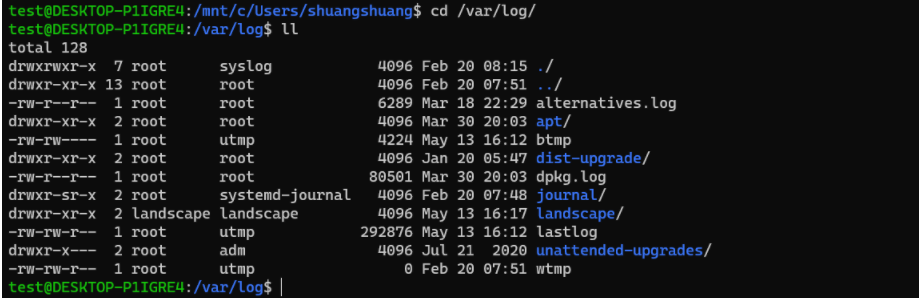 test@DESKTOP-P1IGRE4:/mnt/c/Users/shuangshuang$ cd /var/log/
test@DESKTOP-P1IGRE4:/var/log$ ll
total 128
drwxrwxr-x  7 root      syslog            4096 Feb 20 08:15 ./
drwxr-xr-x 13 root      root              4096 Feb 20 07:51 ../
-rw-r--r--  1 root      root              6289 Mar 18 22:29 alternatives.log
drwxr-xr-x  2 root      root              4096 Mar 30 20:03 apt/
-rw-rw----  1 root      utmp              4224 May 13 16:12 btmp
drwxr-xr-x  2 root      root              4096 Jan 20 05:47 dist-upgrade/
-rw-r--r--  1 root      root             80501 Mar 30 20:03 dpkg.log
drwxr-sr-x  2 root      systemd-journal   4096 Feb 20 07:48 journal/
drwxr-xr-x  2 landscape landscape         4096 May 13 16:17 landscape/
-rw-rw-r--  1 root      utmp            292876 May 13 16:12 lastlog
drwxr-x---  2 root      adm               4096 Jul 21  2020 unattended-upgrades/
-rw-rw-r--  1 root      utmp                 0 Feb 20 07:51 wtmp
test@DESKTOP-P1IGRE4:/var/log$